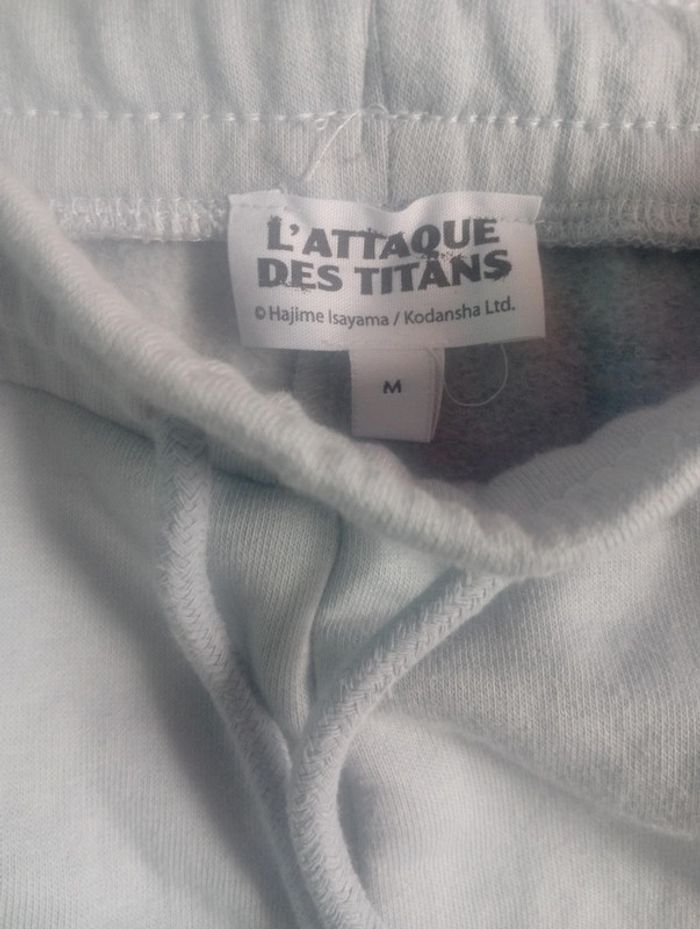 L'ATTAQUE
DES TITANS
© Hajime Isayama / Kodansha Ltd.
M